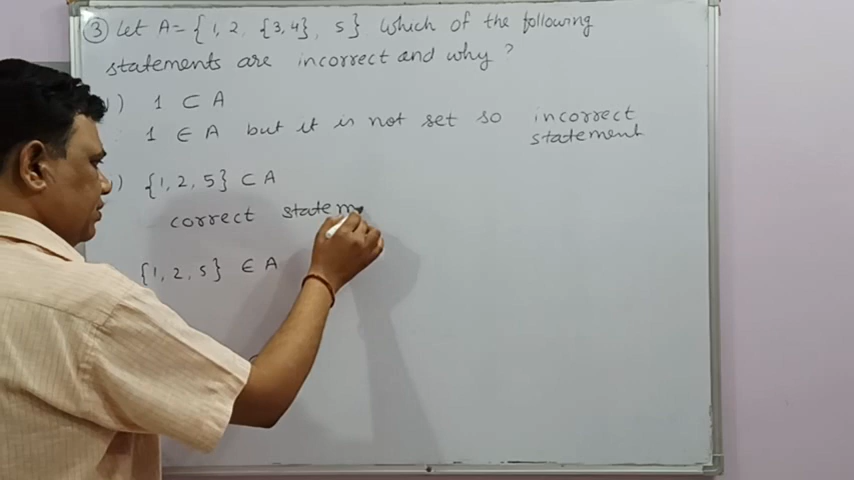 ③ Let A = { 1, 2, {3,4}, 5 } which of the following
statements are incorrect and why ?
) 1 ⊂ A
1 ∈ A but it is not set so incorrect
statement
) {1, 2, 5} ⊂ A
correct statem
{1, 2, 5} ∈ A